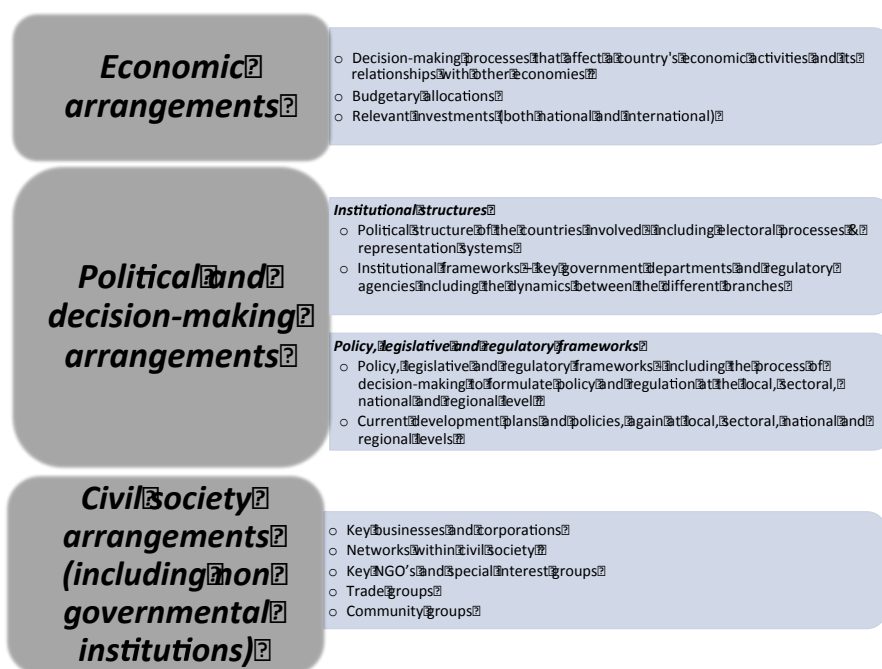 Economic
arrangements
○ Decision-making processes that affect a country's economic activities and its
relationships with other economies
○ Budgetary allocations
○ Relevant investments (both national and international)
Political and
decision-making
arrangements
Institutional structures
○ Political structure of the countries involved - including electoral processes &
representation systems
○ Institutional frameworks – key government departments and regulatory
agencies including the dynamics between the different branches
Policy, legislative and regulatory frameworks
○ Policy, legislative and regulatory frameworks - including the process of
decision-making to formulate policy and regulation at the local, sectoral,
national and regional level
○ Current development plans and policies, again at local, sectoral, national and
regional levels
Civil society
arrangements
(including non
governmental
institutions)
○ Key businesses and corporations
○ Networks within civil society
○ Key NGO's and special interest groups
○ Trade groups
○ Community groups